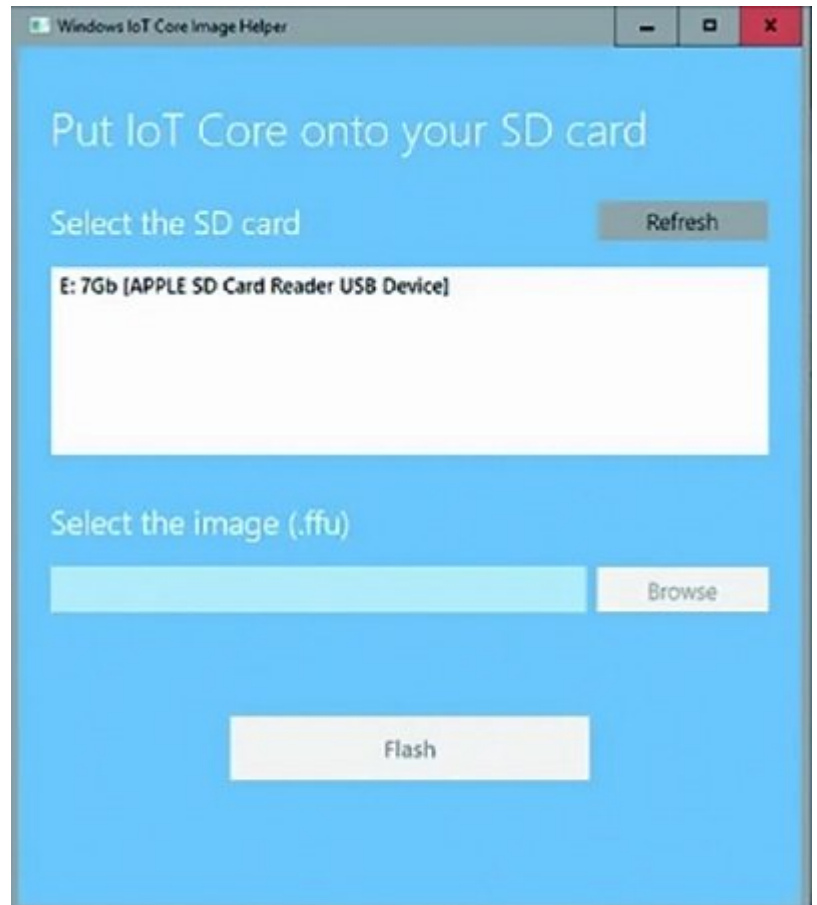 Windows IoT Core Image Helper
Put IoT Core onto your SD card
Select the SD card
Refresh
E: 7Gb [APPLE SD Card Reader USB Device]
Select the image (.ffu)
Browse
Flash